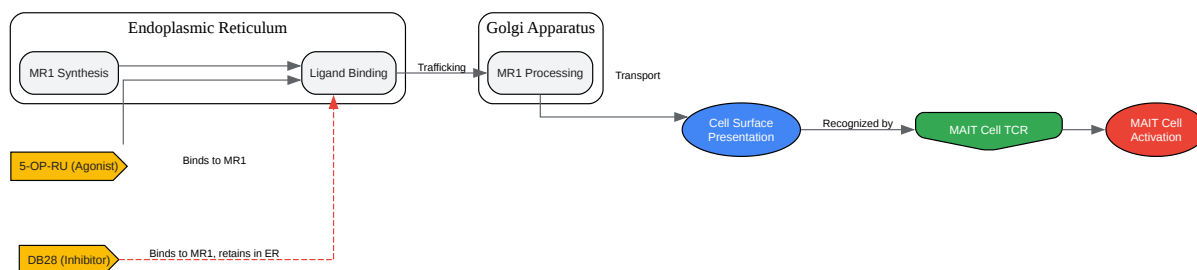 Endoplasmic Reticulum
Golgi Apparatus
MR1 Synthesis
Ligand Binding
Trafficking
MR1 Processing
Transport
Cell Surface
Presentation
Recognized by
MAIT Cell TCR
MAIT Cell
Activation
5-OP-RU (Agonist)
Binds to MR1
DB28 (Inhibitor)
Binds to MR1, retains in ER